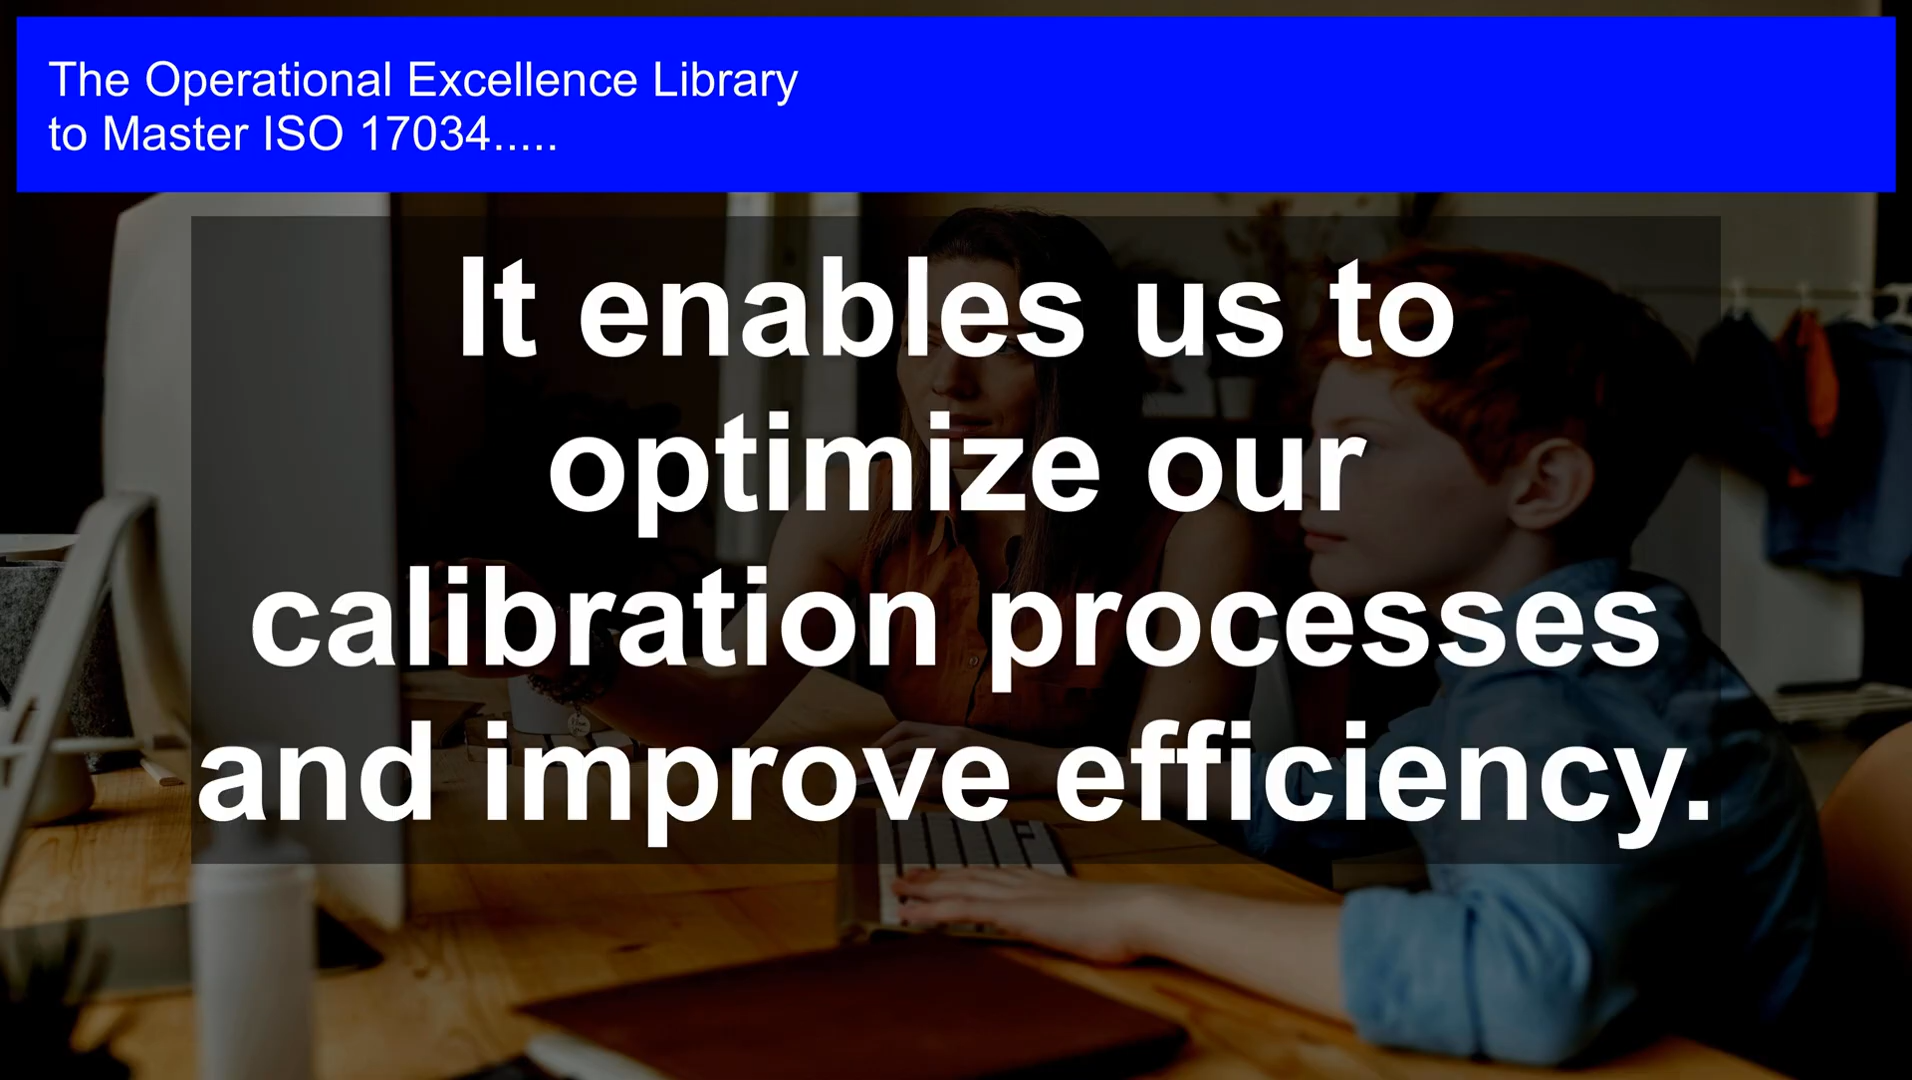 The Operational Excellence Library
to Master ISO 17034.....
It enables us to
optimize our
calibration processes
and improve efficiency.